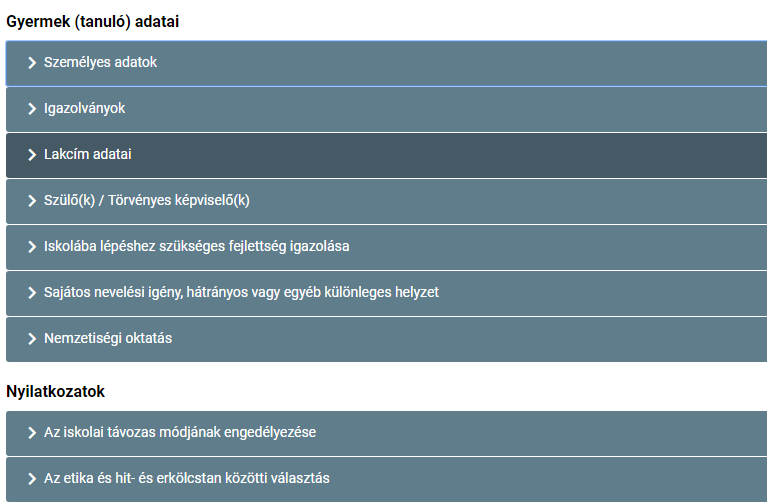 Gyermek (tanuló) adatai
Személyes adatok
Igazolványok
Lakcím adatai
Szülő(k) / Törvényes képviselő(k)
Iskolába lépéshez szükséges fejlettség igazolása
Sajátos nevelési igény, hátrányos vagy egyéb különleges helyzet
Nemzetiségi oktatás
Nyilatkozatok
Az iskolai távozas módjának engedélyezése
Az etika és hit- és erkölcstan közötti választás